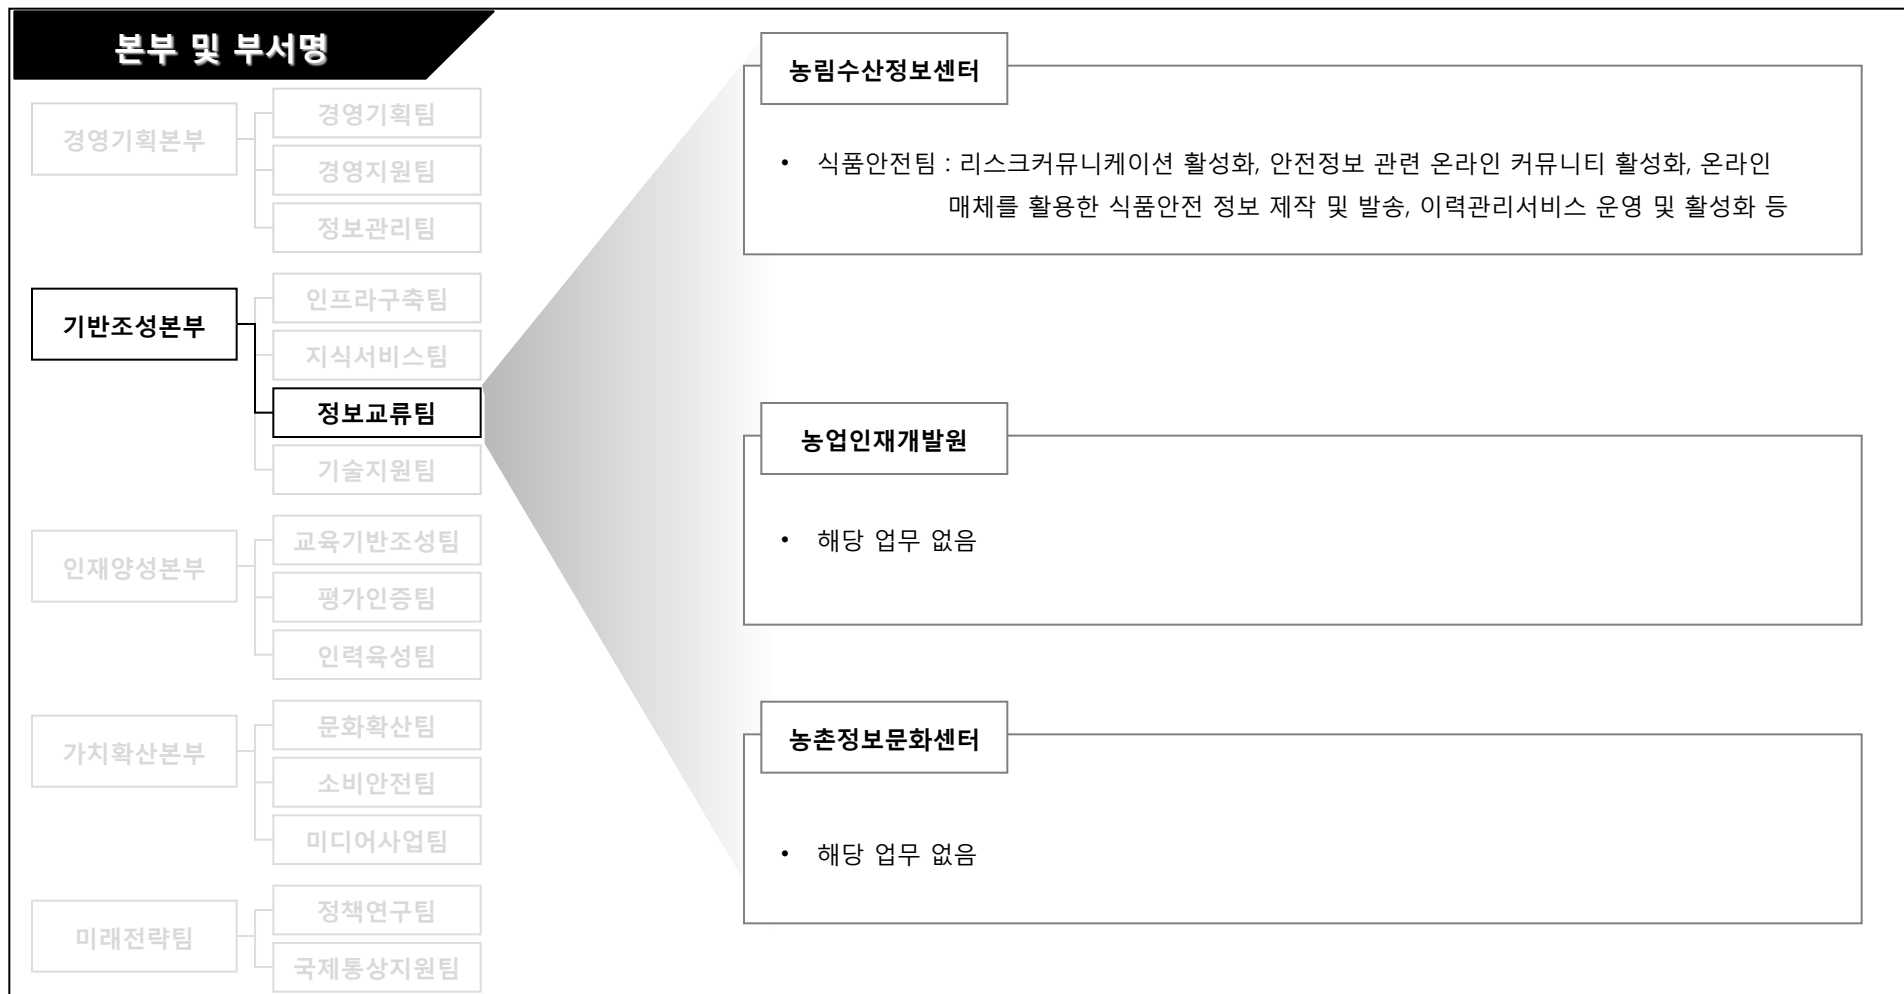 본부 및 부서명
경영기획본부
경영기획팀
경영지원팀
정보관리팀
기반조성본부
인프라구축팀
지식서비스팀
정보교류팀
기술지원팀
인재양성본부
교육기반조성팀
평가인증팀
인력육성팀
가치확산본부
문화확산팀
소비안전팀
미디어사업팀
미래전략팀
정책연구팀
국제통상지원팀
농림수산정보센터
• 식품안전팀 : 리스크커뮤니케이션 활성화, 안전정보 관련 온라인 커뮤니티 활성화, 온라인
매체를 활용한 식품안전 정보 제작 및 발송, 이력관리서비스 운영 및 활성화 등
농업인재개발원
• 해당 업무 없음
농촌정보문화센터
• 해당 업무 없음